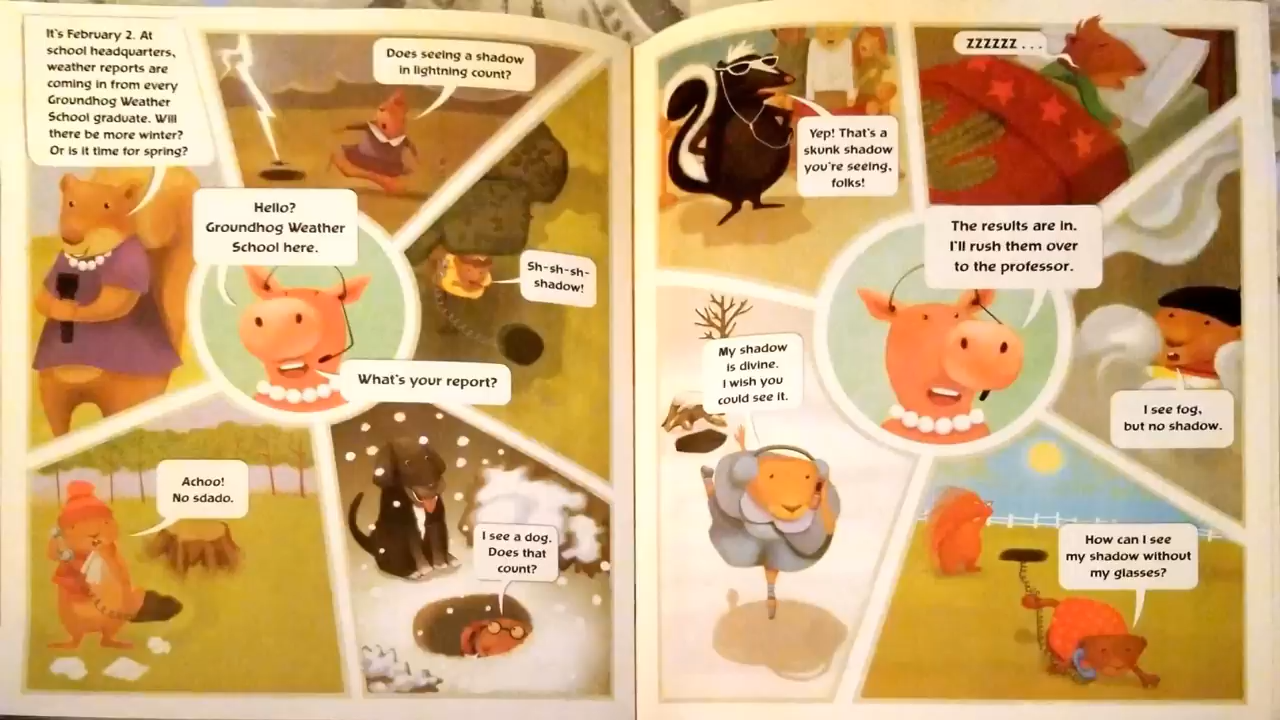 It's February 2. At
school headquarters,
weather reports are
coming in from every
Groundhog Weather
School graduate. Will
there be more winter?
Or is it time for spring?
Does seeing a shadow
in lightning count?
Hello?
Groundhog Weather
School here.
Sh-sh-sh-
shadow!
What's your report?
Achoo!
No sdado.
I see a dog.
Does that
count?
Yep! That's a
skunk shadow
you're seeing,
folks!
ZZZZZZ . . .
The results are in.
I'll rush them over
to the professor.
My shadow
is divine.
I wish you
could see it.
I see fog,
but no shadow.
How can I see
my shadow without
my glasses?